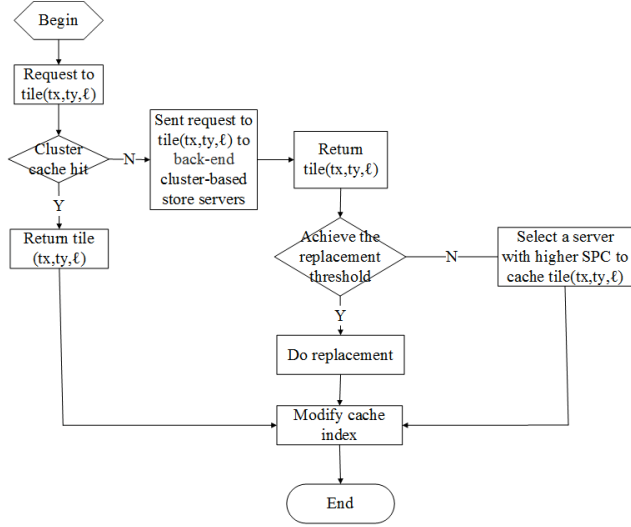 Begin
Request to
tile(tx,ty,ℓ)
Cluster
cache hit
N
Y
Return tile
(tx,ty,ℓ)
Sent request to
tile(tx,ty,ℓ) to
back-end
cluster-based
store servers
Return
tile(tx,ty,ℓ)
Achieve the
replacement
threshold
N
Y
Select a server
with higher SPC to
cache tile(tx,ty,ℓ)
Do replacement
Modify cache
index
End